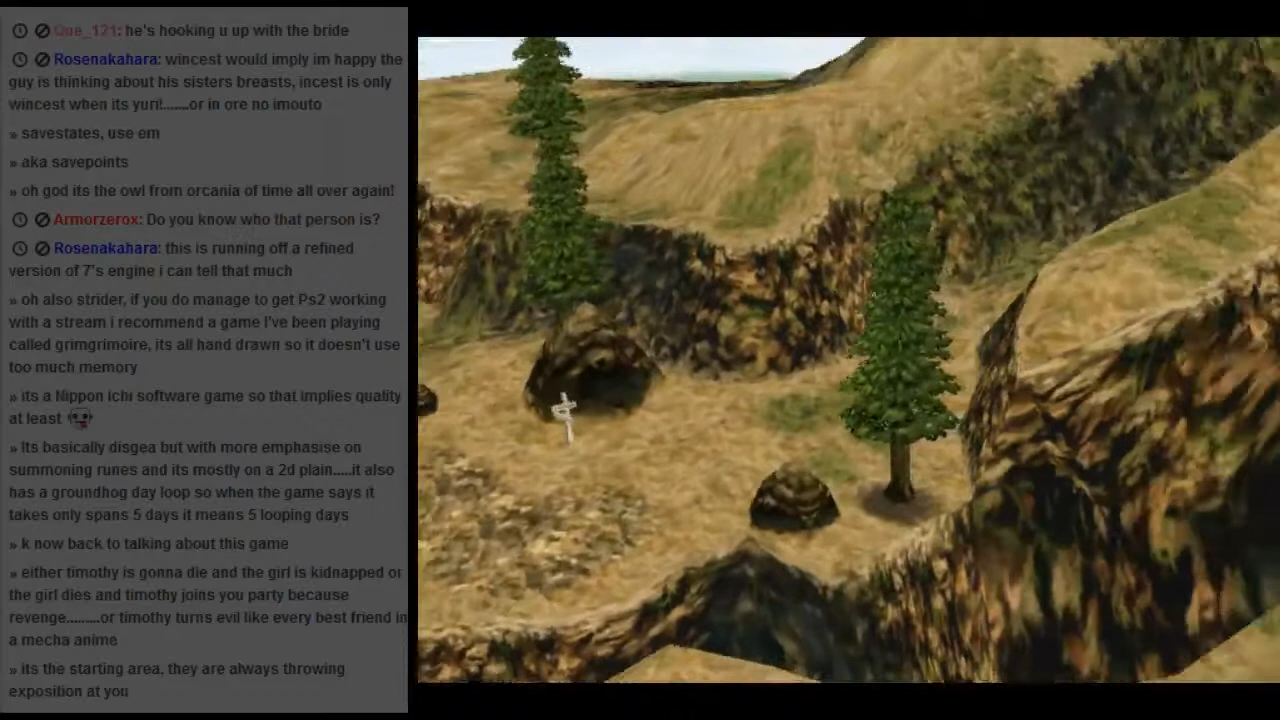 Que_121: he's hooking u up with the bride
Rosenakahara: wincest would imply im happy the
guy is thinking about his sisters breasts, incest is only
wincest when its yuri!.......or in ore no imouto
» savestates, use em
» aka savepoints
» oh god its the owl from orcania of time all over again!
Armorzerox: Do you know who that person is?
Rosenakahara: this is running off a refined
version of 7's engine i can tell that much
» oh also strider, if you do manage to get Ps2 working
with a stream i recommend a game I've been playing
called grimgrimoire, its all hand drawn so it doesn't use
too much memory
» its a Nippon ichi software game so that implies quality
at least
» Its basically disgea but with more emphasise on
summoning runes and its mostly on a 2d plain.....it also
has a groundhog day loop so when the game says it
takes only spans 5 days it means 5 looping days
» k now back to talking about this game
» either timothy is gonna die and the girl is kidnapped or
the girl dies and timothy joins you party because
revenge.........or timothy turns evil like every best friend in
a mecha anime
» its the starting area, they are always throwing
exposition at you